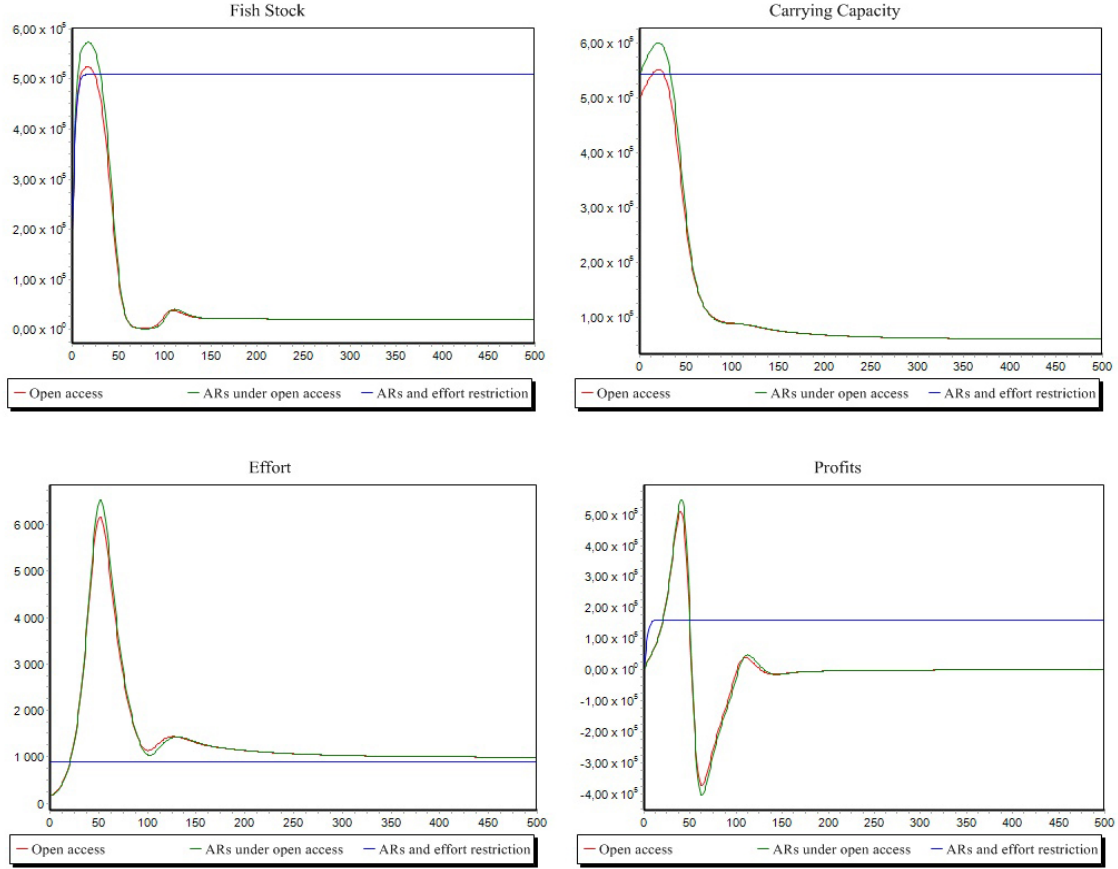 Fish Stock
6,00 x 10⁵
5,00 x 10⁵
4,00 x 10⁵
3,00 x 10⁵
2,00 x 10⁵
1,00 x 10⁵
0,00 x 10⁰
0 50 100 150 200 250 300 350 400 450 500
Open access ARs under open access ARs and effort restriction
Carrying Capacity
6,00 x 10⁵
5,00 x 10⁵
4,00 x 10⁵
3,00 x 10⁵
2,00 x 10⁵
1,00 x 10⁵
0 50 100 150 200 250 300 350 400 450 500
Open access ARs under open access ARs and effort restriction
Effort
6 000
5 000
4 000
3 000
2 000
1 000
0
0 50 100 150 200 250 300 350 400 450 500
Open access ARs under open access ARs and effort restriction
Profits
5,00 x 10⁵
4,00 x 10⁵
3,00 x 10⁵
2,00 x 10⁵
1,00 x 10⁵
0,00 x 10⁰
-1,00 x 10⁵
-2,00 x 10⁵
-3,00 x 10⁵
-4,00 x 10⁵
0 50 100 150 200 250 300 350 400 450 500
Open access ARs under open access ARs and effort restriction